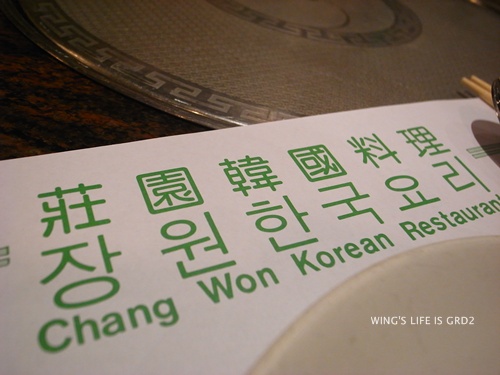 莊園韓國料理
장원한국요리
Chang Won Korean Restaurant
WING'S LIFE IS GRD2